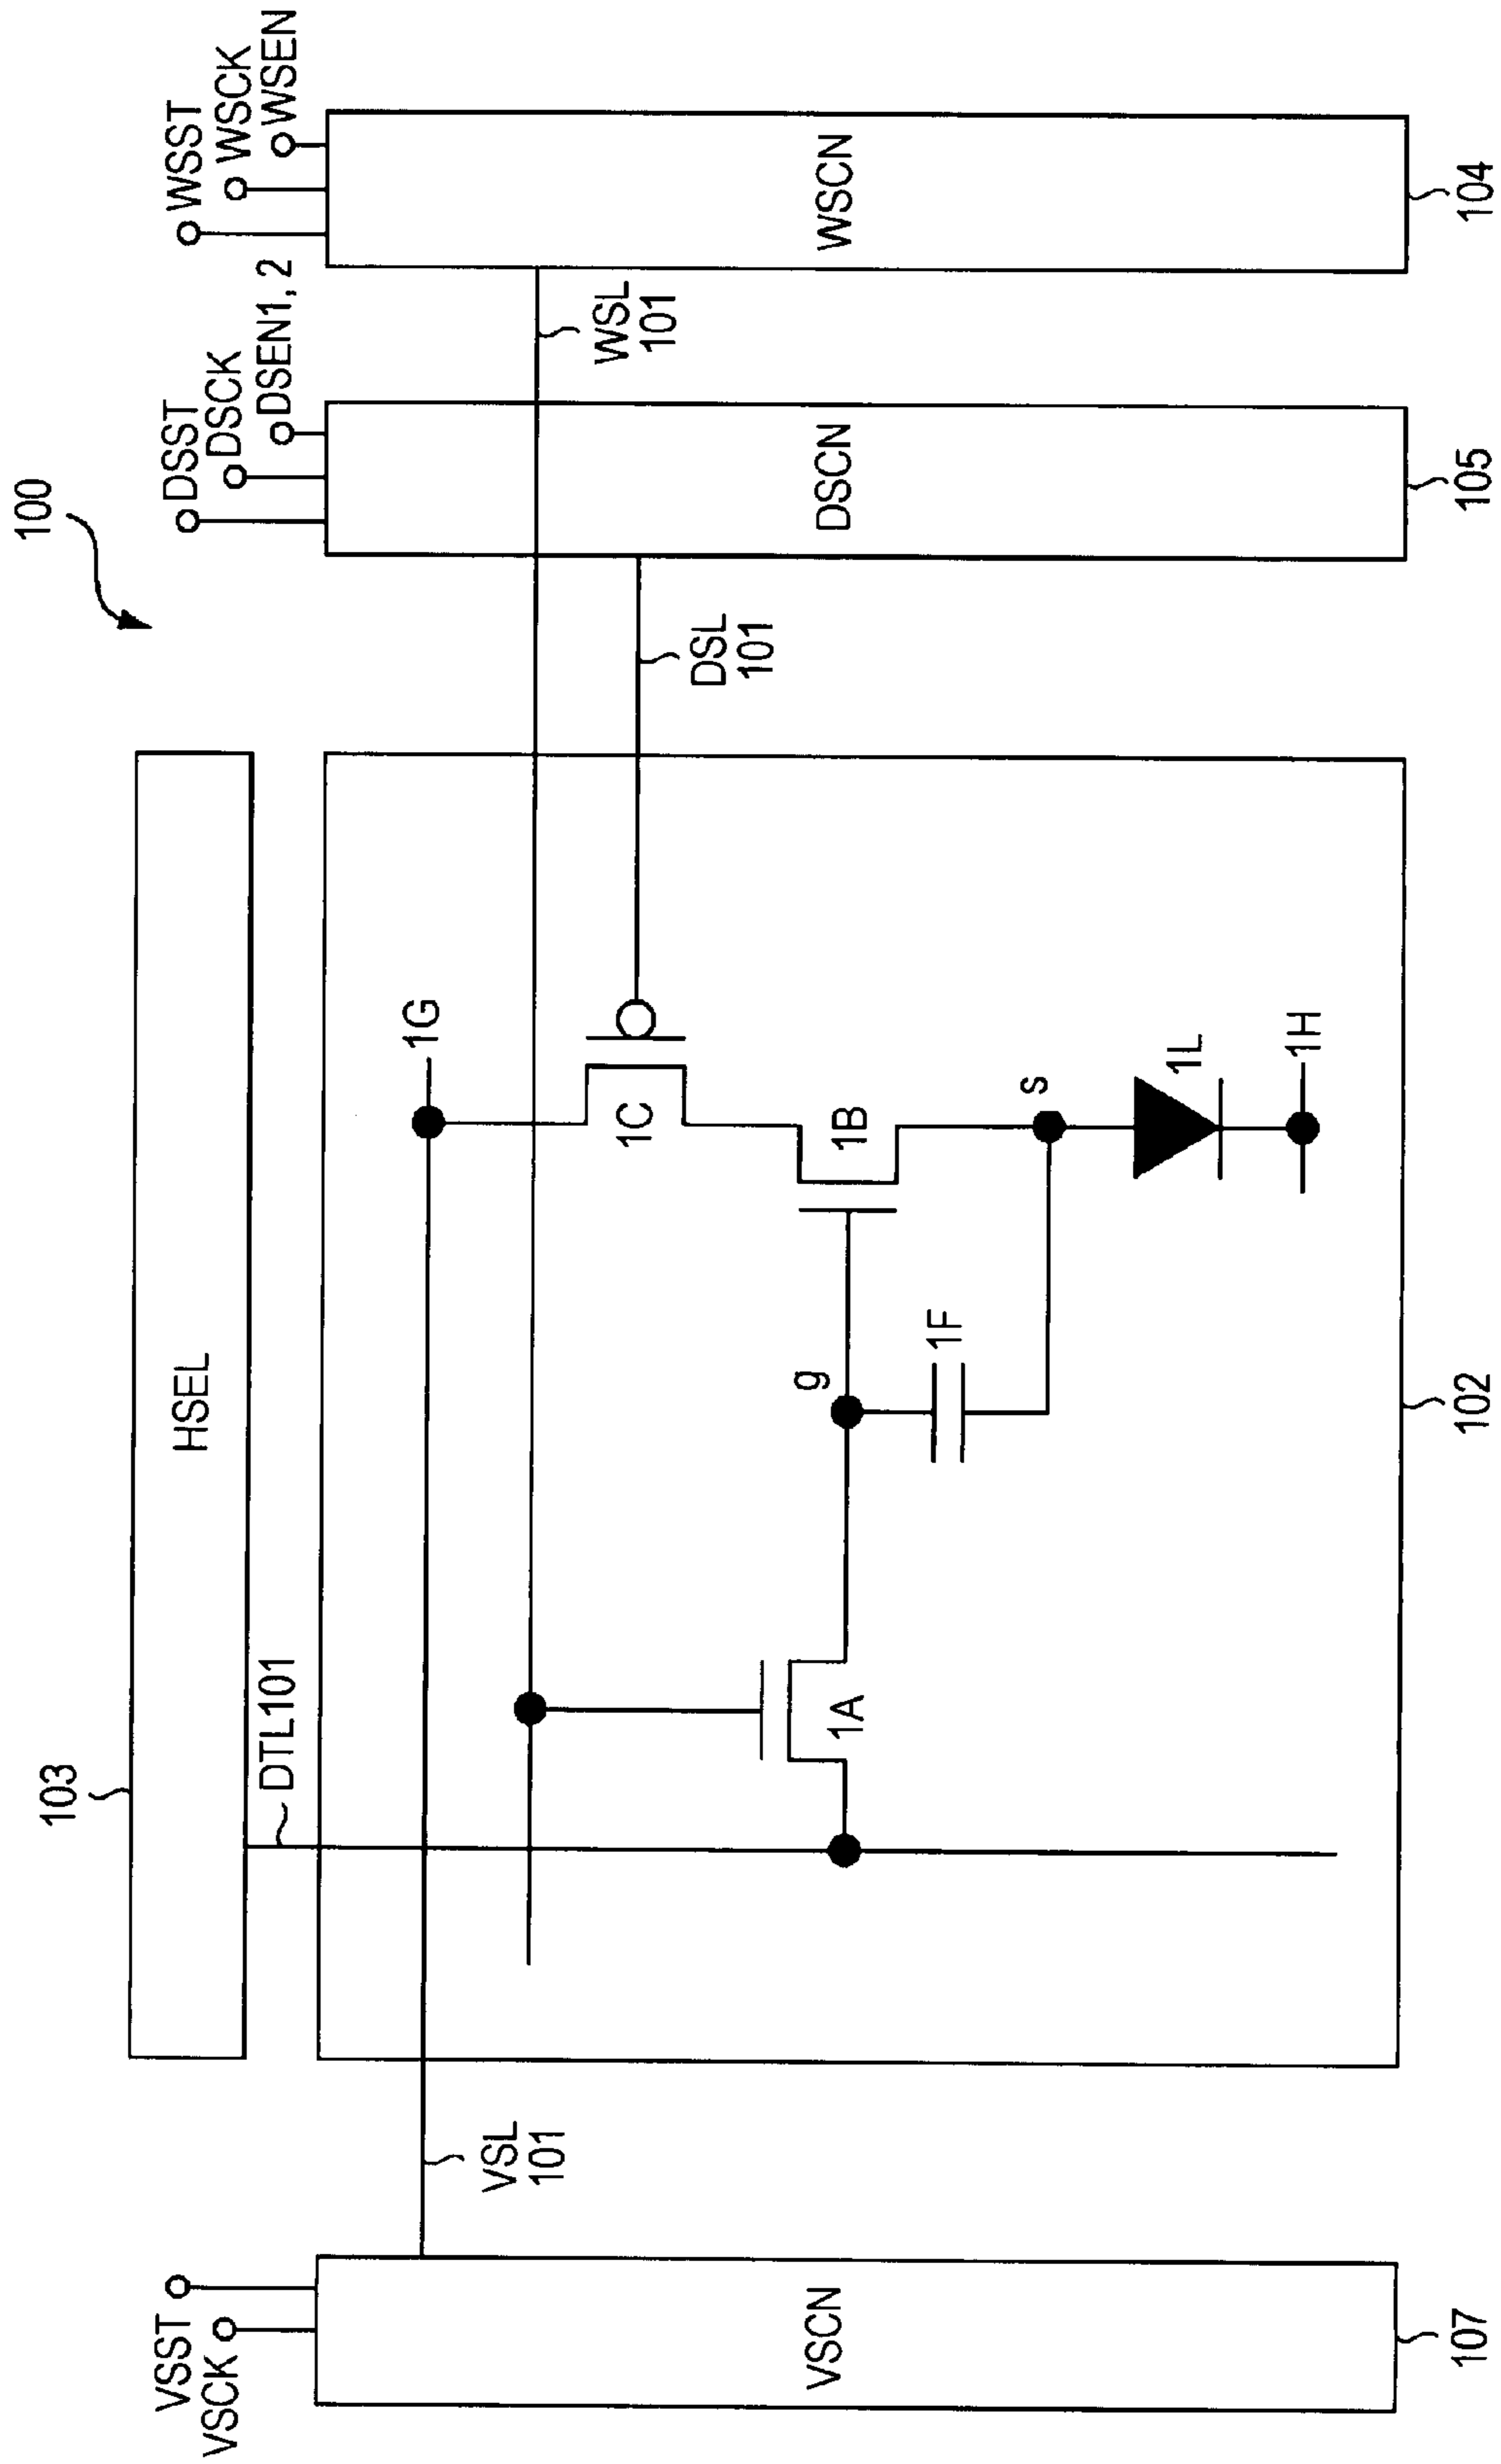 100
103
HSEL
VSST
VSCK
DTL101
DSST
DSCK
DSEN1, 2
WSST
WSCK
WSEN
VSL
101
1G
DSL
101
WSL
101
1C
1A
g
1F
1B
s
1L
1H
VSCN
DSCN
WSCN
107
102
105
104